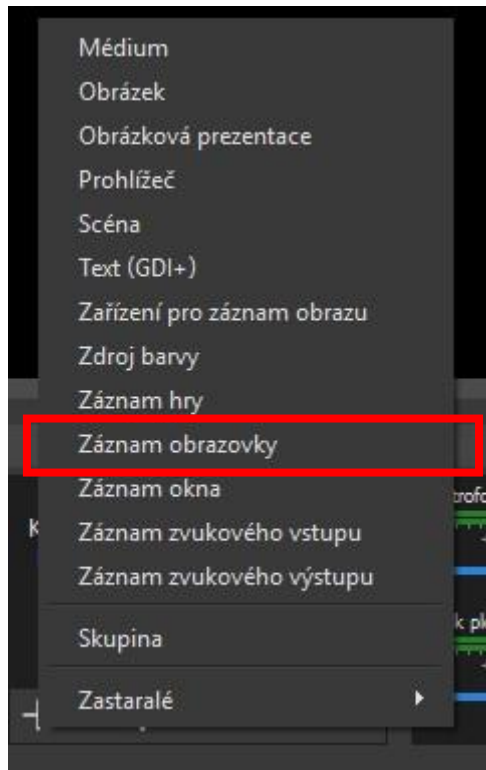 Médium
Obrázek
Obrázková prezentace
Prohlížeč
Scéna
Text (GDI+)
Zařízení pro záznam obrazu
Zdroj barvy
Záznam hry
Záznam obrazovky
Záznam okna
Záznam zvukového vstupu
Záznam zvukového výstupu
Skupina
Zastaralé